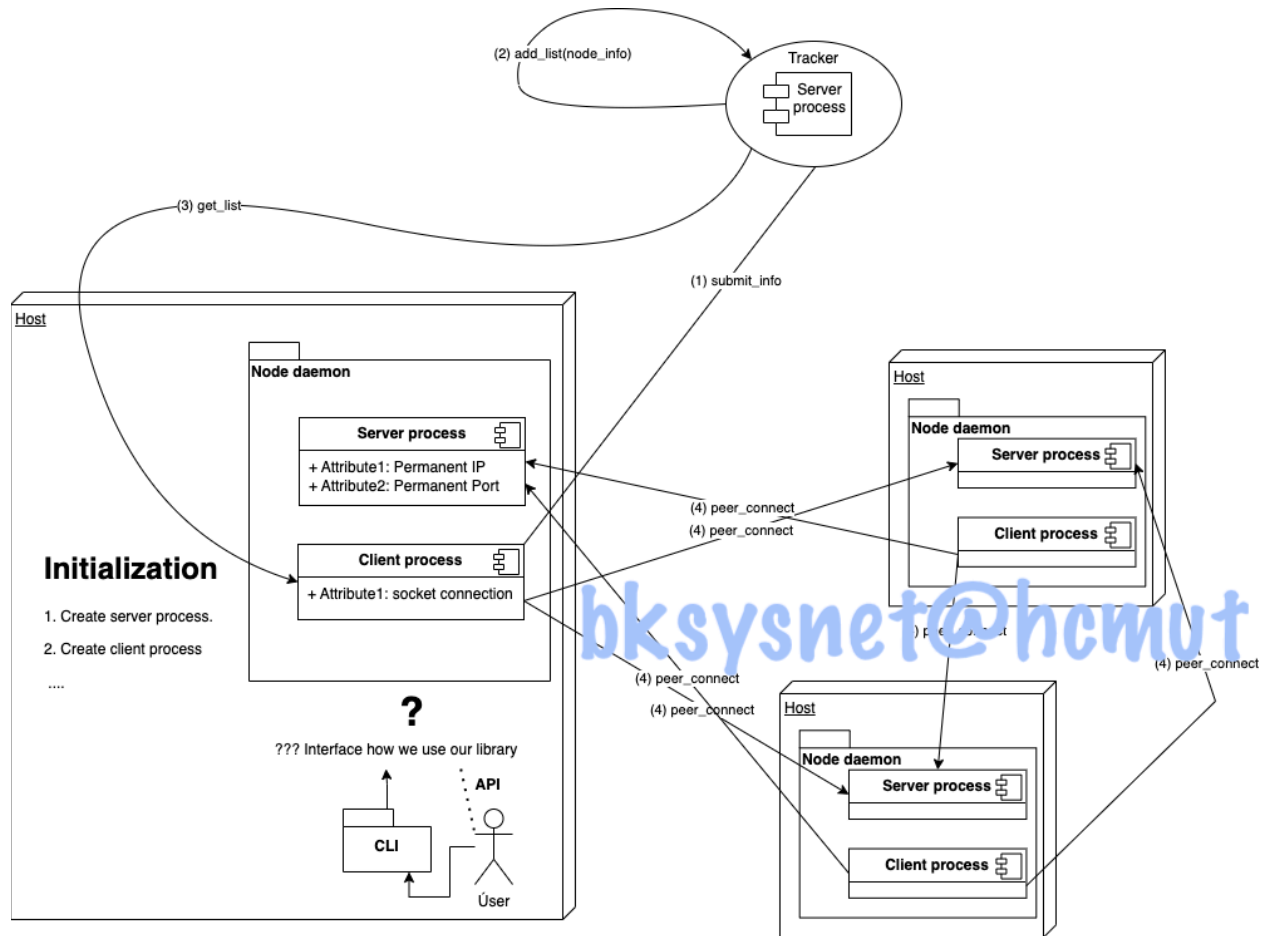 (2) add_list(node_info)
Tracker
Server
process
(3) get_list
(1) submit_info
Host
Node daemon
Server process
+ Attribute1: Permanent IP
+ Attribute2: Permanent Port
Client process
+ Attribute1: socket connection
Initialization
1. Create server process.
2. Create client process
....
?
??? Interface how we use our library
API
CLI
Úser
Host
Node daemon
Server process
Client process
(4) peer_connect
(4) peer_connect
bksysnet@hcmut
(4) peer_connect
(4) peer_connect
(4) peer_connect
Host
Node daemon
Server process
Client process